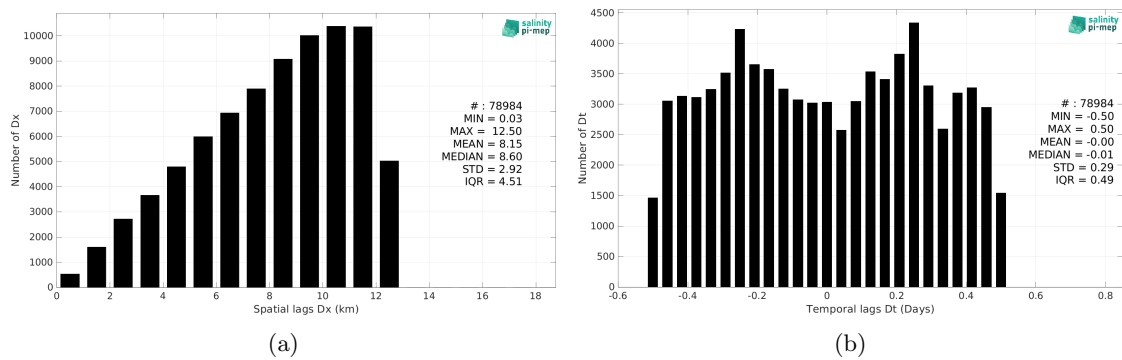 salinity
pi-mep
10000
9000
8000
7000
6000
5000
4000
3000
2000
1000
0
Number of Dx
# : 78984
MIN = 0.03
MAX = 12.50
MEAN = 8.15
MEDIAN = 8.60
STD = 2.92
IQR = 4.51
0 2 4 6 8 10 12 14 16 18
Spatial lags Dx (km)
(a)
salinity
pi-mep
4500
4000
3500
3000
2500
2000
1500
1000
500
0
Number of Dt
# : 78984
MIN = -0.50
MAX = 0.50
MEAN = -0.00
MEDIAN = -0.01
STD = 0.29
IQR = 0.49
-0.6 -0.4 -0.2 0 0.2 0.4 0.6 0.8
Temporal lags Dt (Days)
(b)